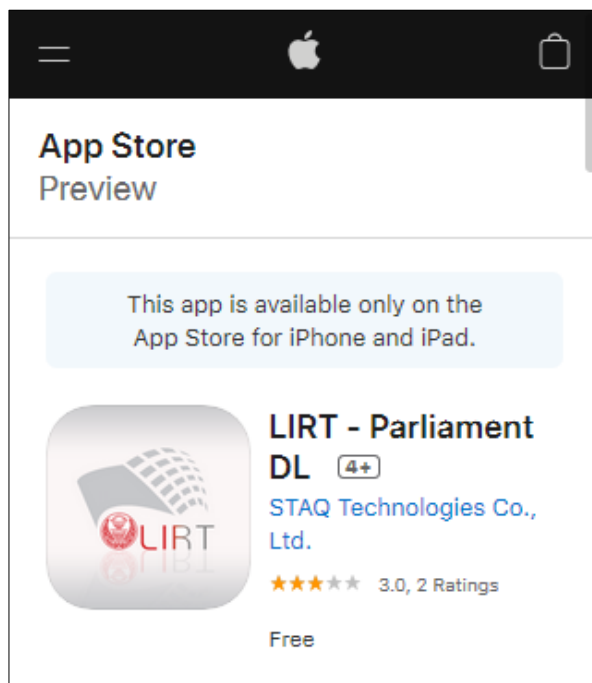 App Store
Preview
This app is available only on the
App Store for iPhone and iPad.
LIRT
LIRT - Parliament
DL 4+
STAQ Technologies Co.,
Ltd.
3.0, 2 Ratings
Free